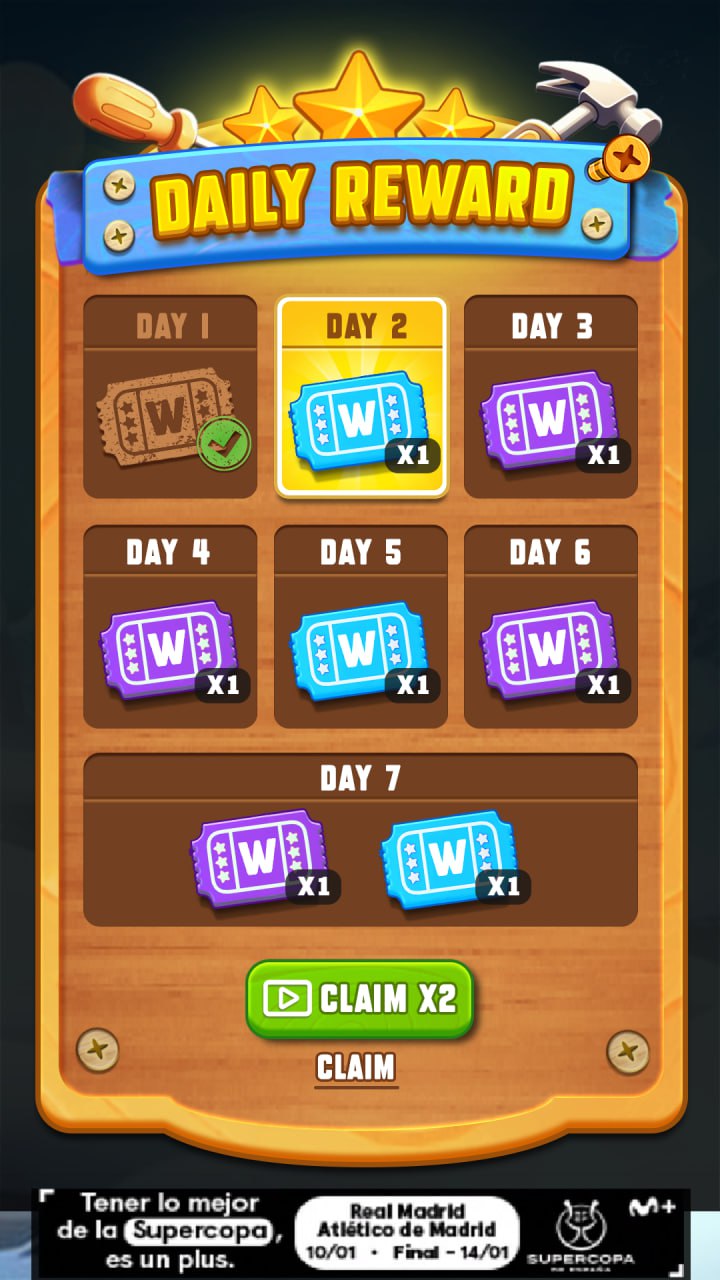 DAILY REWARD
DAY 1
DAY 2
DAY 3
W
W
X1
W
X1
DAY 4
DAY 5
DAY 6
W
X1
W
X1
W
X1
DAY 7
W
X1
W
X1
CLAIM X2
CLAIM
Tener lo mejor
de la Supercopa,
es un plus.
Real Madrid
Atlético de Madrid
10/01 • Final - 14/01
SUPERCOPA
DE ESPAÑA
M+